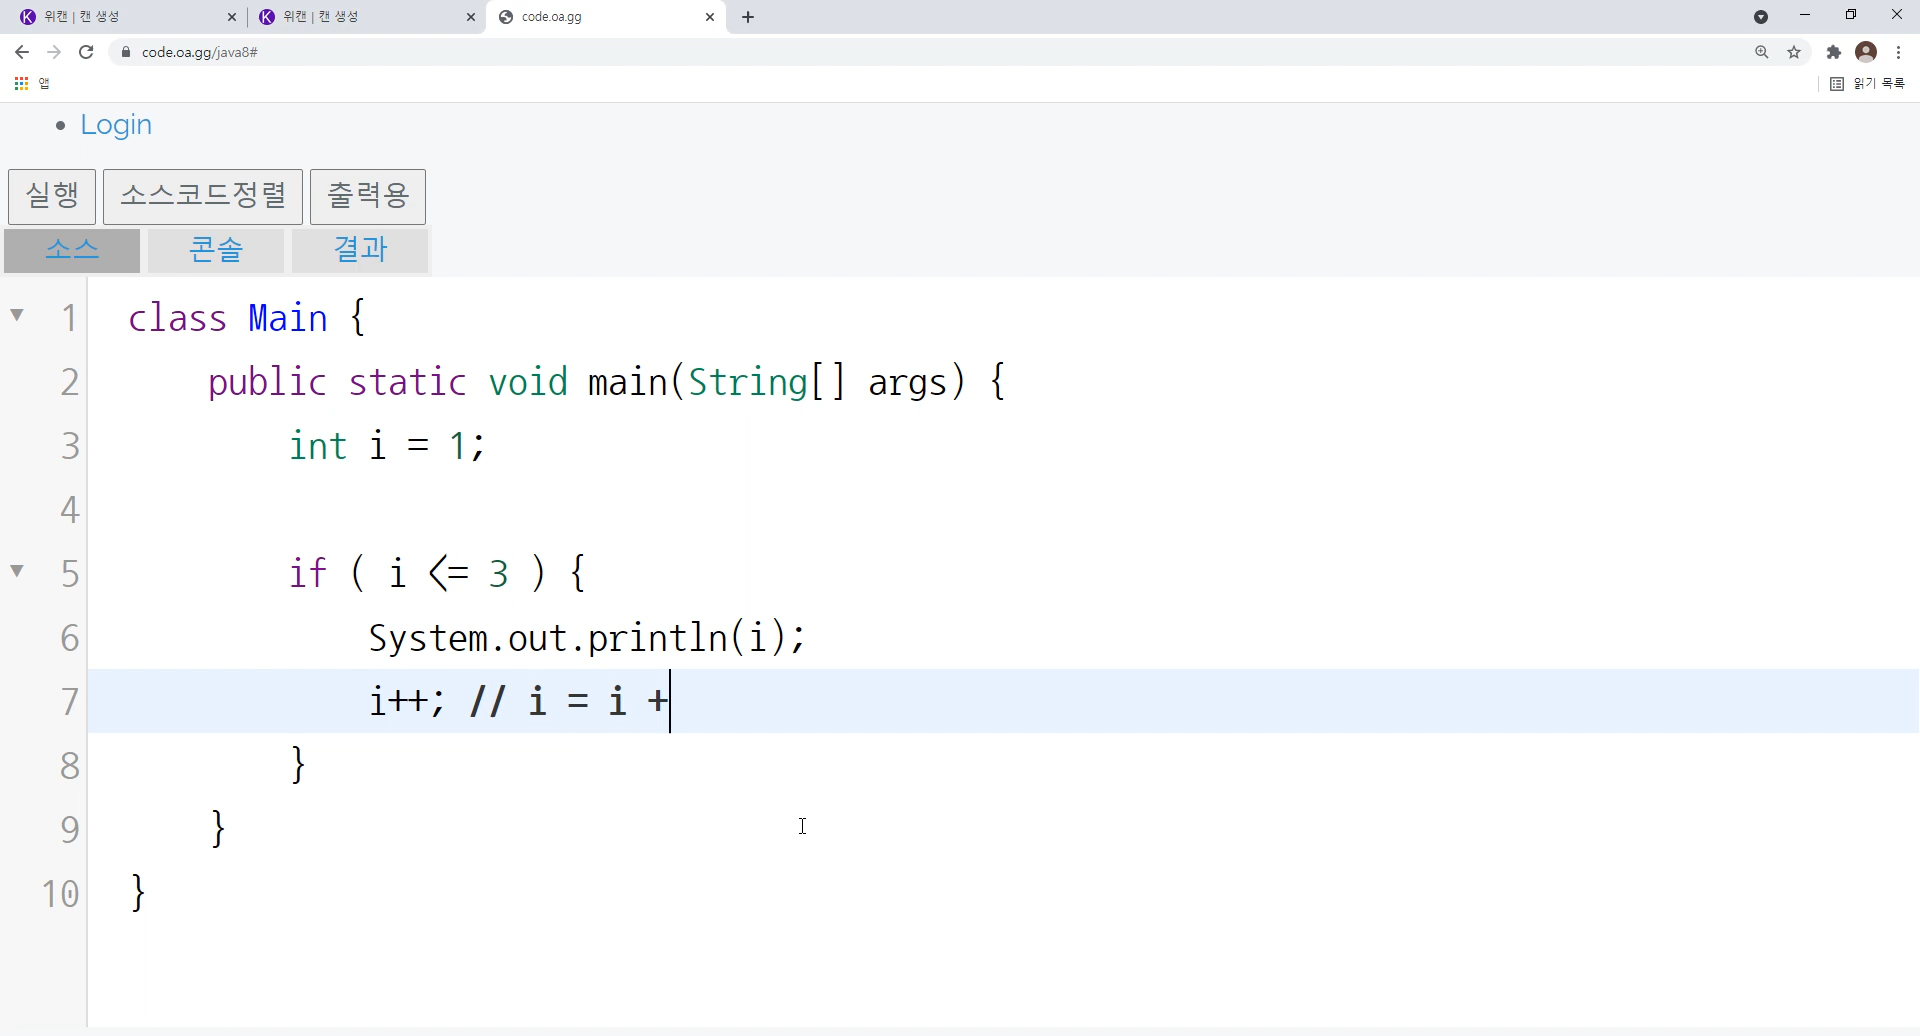 위캔 | 캔 생성
위캔 | 캔 생성
code.oa.gg
code.oa.gg/java8#
앱
읽기 목록
Login
실행
소스코드정렬
출력용
소스
콘솔
결과
1 class Main {
2 public static void main(String[] args) {
3 int i = 1;
4
5 if ( i <= 3 ) {
6 System.out.println(i);
7 i++; // i = i +
8 }
9 }
10 }